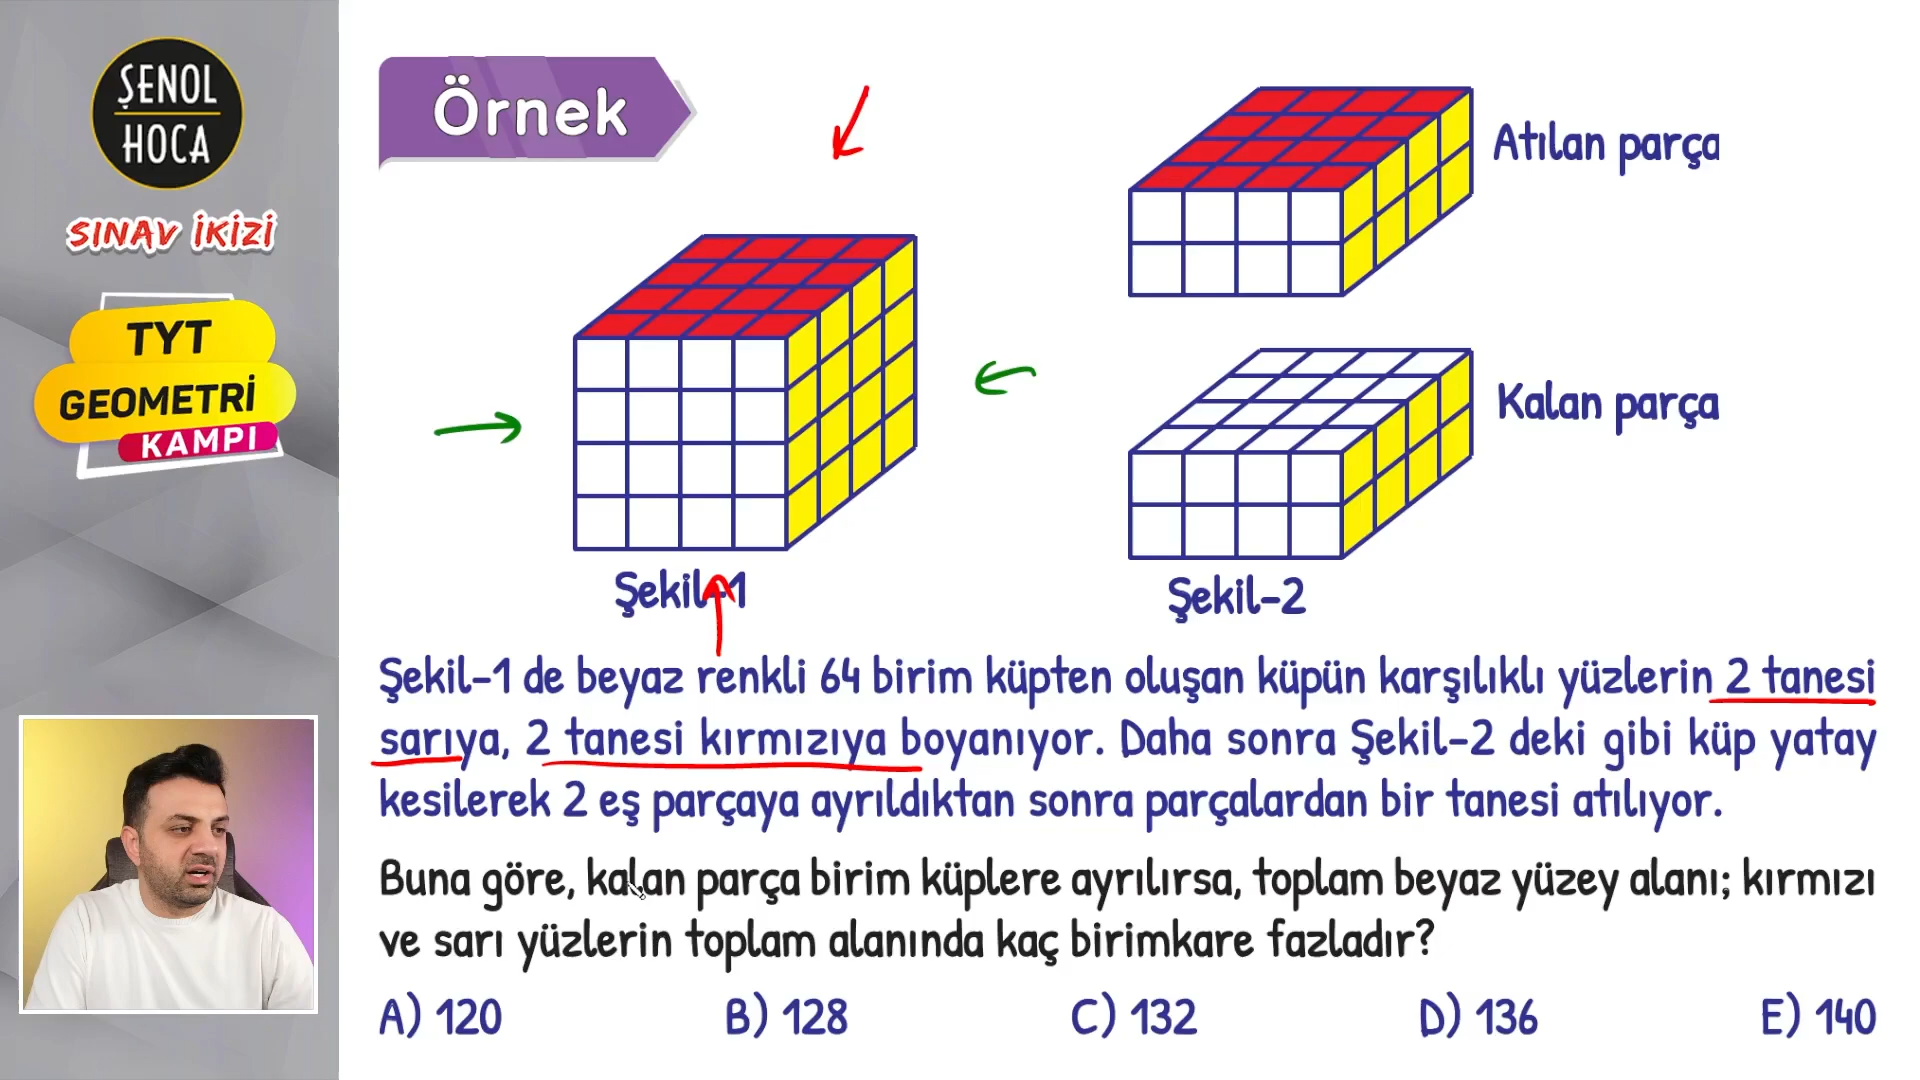 ŞENOL
HOCA
SINAV İKİZİ
TYT
GEOMETRİ
KAMPI
Örnek
Atılan parça
Kalan parça
Şekil-1
Şekil-2
Şekil-1 de beyaz renkli 64 birim küpten oluşan küpün karşılıklı yüzlerin 2 tanesi
sarıya, 2 tanesi kırmızıya boyanıyor. Daha sonra Şekil-2 deki gibi küp yatay
kesilerek 2 eş parçaya ayrıldıktan sonra parçalardan bir tanesi atılıyor.
Buna göre, kalan parça birim küplere ayrılırsa, toplam beyaz yüzey alanı; kırmızı
ve sarı yüzlerin toplam alanında kaç birimkare fazladır?
A) 120 B) 128 C) 132 D) 136 E) 140